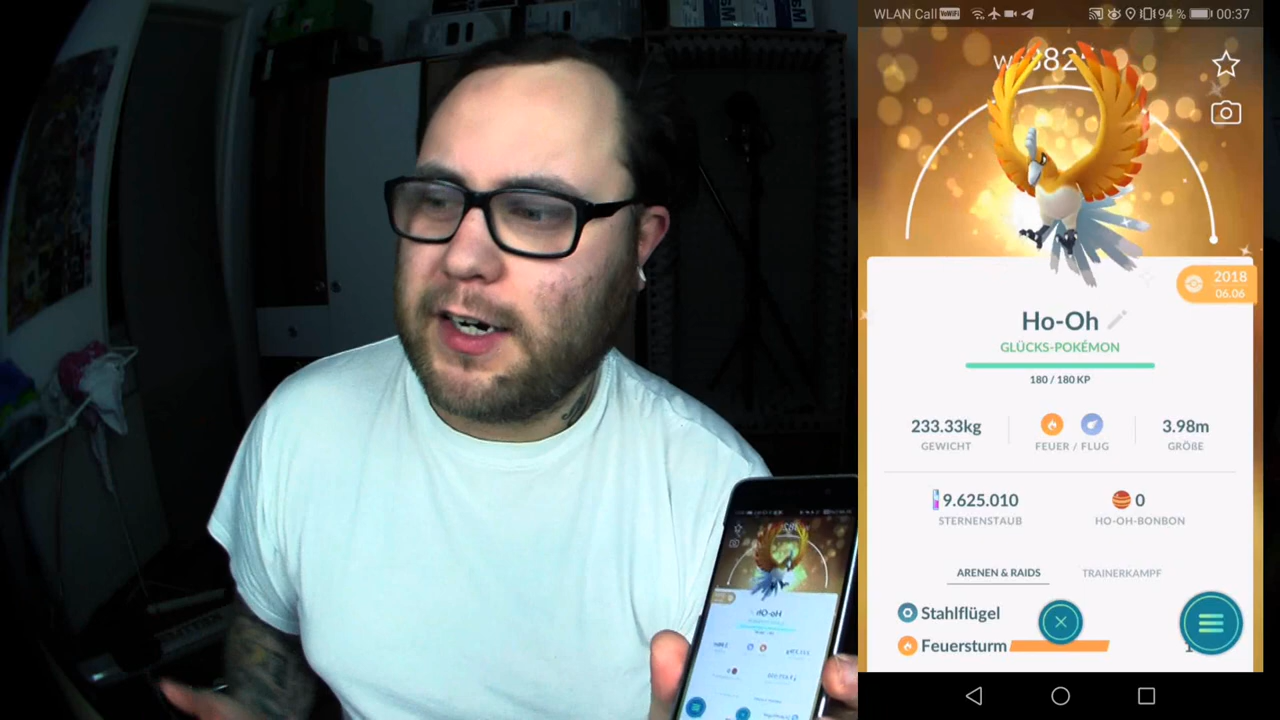 WLAN Call VoWiFi 94 % 00:37
2018
06.06
Ho-Oh
GLÜCKS-POKÉMON
180 / 180 KP
233.33kg 3.98m
GEWICHT FEUER / FLUG GRÖßE
9.625.010 0
STERNENSTAUB HO-OH-BONBON
ARENEN & RAIDS TRAINERKAMPF
Stahlflügel
Feuersturm